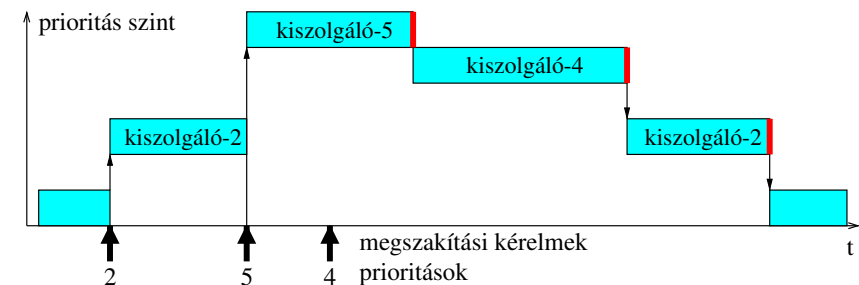 prioritás szint
kiszolgáló-5
kiszolgáló-4
kiszolgáló-2
kiszolgáló-2
megszakítási kérelmek
t
2
5
4
prioritások